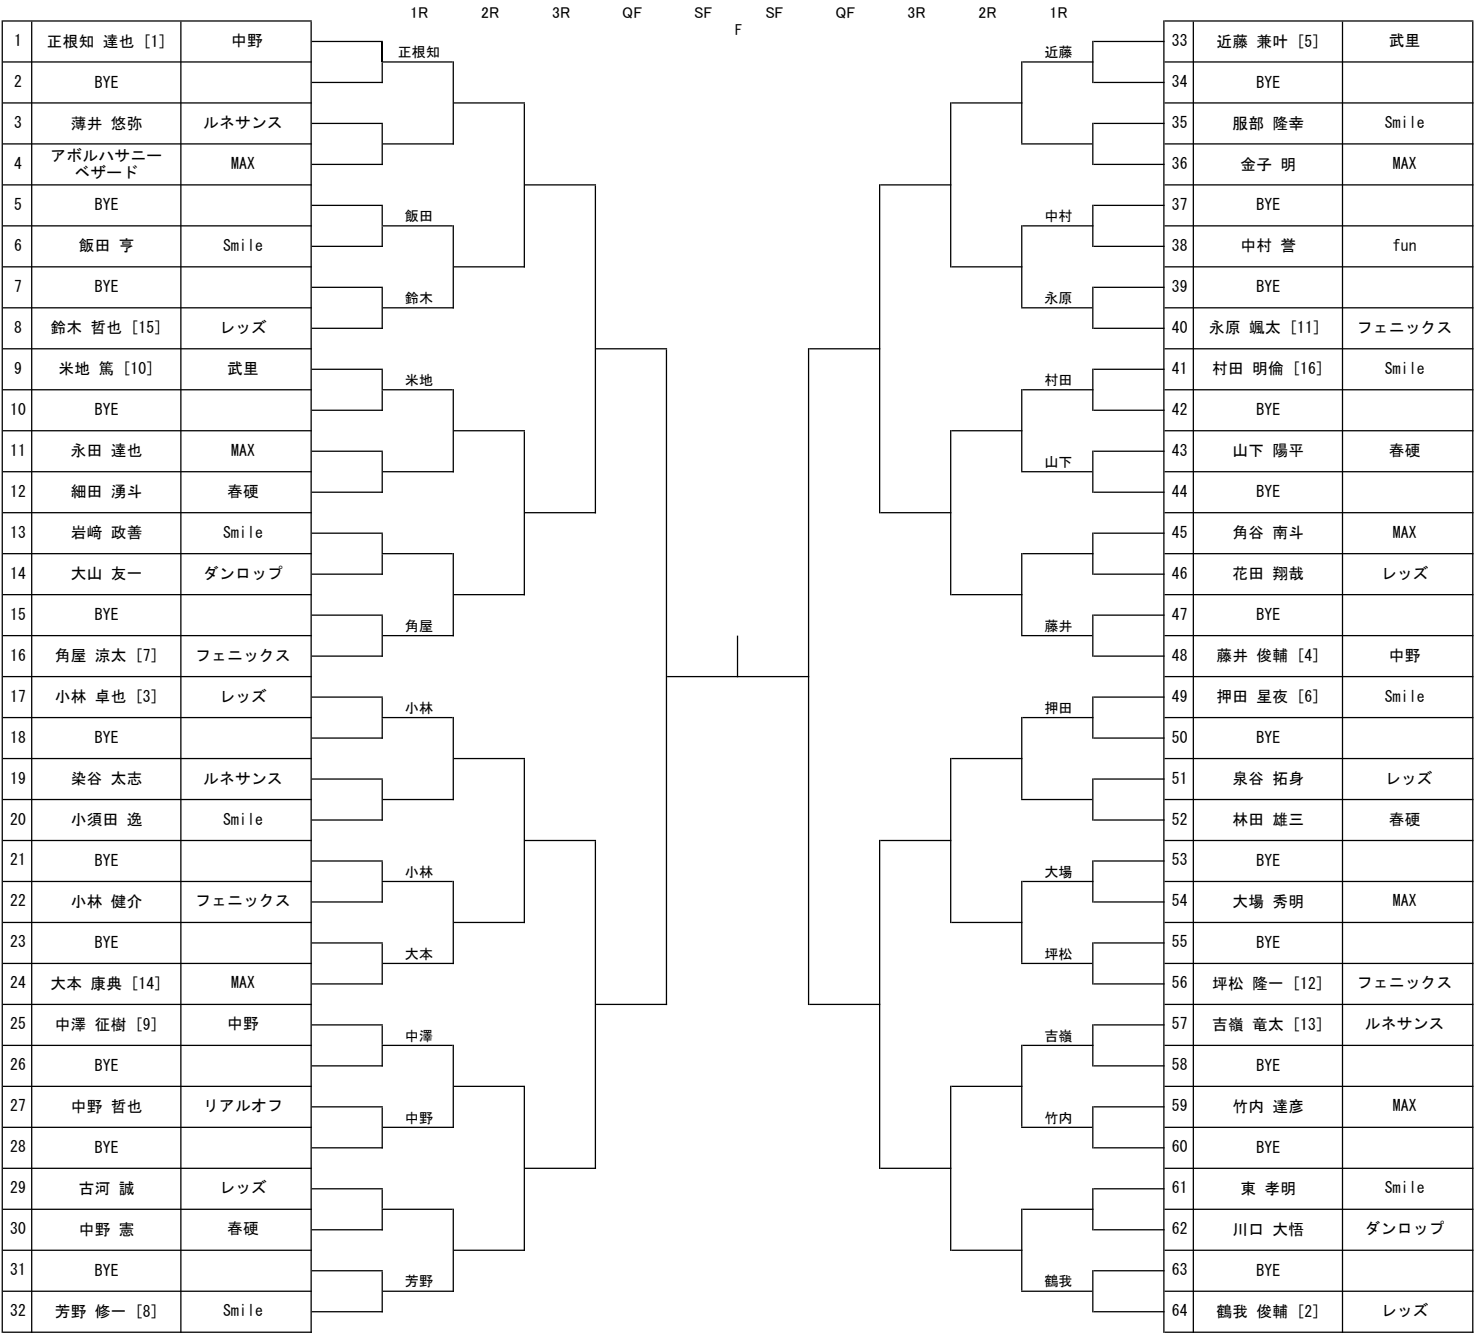 1R 2R 3R QF SF SF QF 3R 2R 1R
F
1 正根知 達也 [1] 中野
正根知
2 BYE
3 薄井 悠弥 ルネサンス
4 アボルハサニー
ベザード MAX
5 BYE
飯田
6 飯田 亨 Smile
7 BYE
鈴木
8 鈴木 哲也 [15] レッズ
9 米地 篤 [10] 武里
米地
10 BYE
11 永田 達也 MAX
12 細田 湧斗 春硬
13 岩﨑 政善 Smile
14 大山 友一 ダンロップ
15 BYE
角屋
16 角屋 涼太 [7] フェニックス
17 小林 卓也 [3] レッズ
小林
18 BYE
19 染谷 太志 ルネサンス
20 小須田 逸 Smile
21 BYE
小林
22 小林 健介 フェニックス
23 BYE
大本
24 大本 康典 [14] MAX
25 中澤 征樹 [9] 中野
中澤
26 BYE
27 中野 哲也 リアルオフ
中野
28 BYE
29 古河 誠 レッズ
30 中野 憲 春硬
31 BYE
芳野
32 芳野 修一 [8] Smile
33 近藤 兼叶 [5] 武里
近藤
34 BYE
35 服部 隆幸 Smile
36 金子 明 MAX
37 BYE
中村
38 中村 誉 fun
39 BYE
永原
40 永原 颯太 [11] フェニックス
41 村田 明倫 [16] Smile
村田
42 BYE
43 山下 陽平 春硬
山下
44 BYE
45 角谷 南斗 MAX
46 花田 翔哉 レッズ
47 BYE
藤井
48 藤井 俊輔 [4] 中野
49 押田 星夜 [6] Smile
押田
50 BYE
51 泉谷 拓身 レッズ
52 林田 雄三 春硬
53 BYE
大場
54 大場 秀明 MAX
55 BYE
坪松
56 坪松 隆一 [12] フェニックス
57 吉嶺 竜太 [13] ルネサンス
吉嶺
58 BYE
59 竹内 達彦 MAX
竹内
60 BYE
61 東 孝明 Smile
62 川口 大悟 ダンロップ
63 BYE
鶴我
64 鶴我 俊輔 [2] レッズ